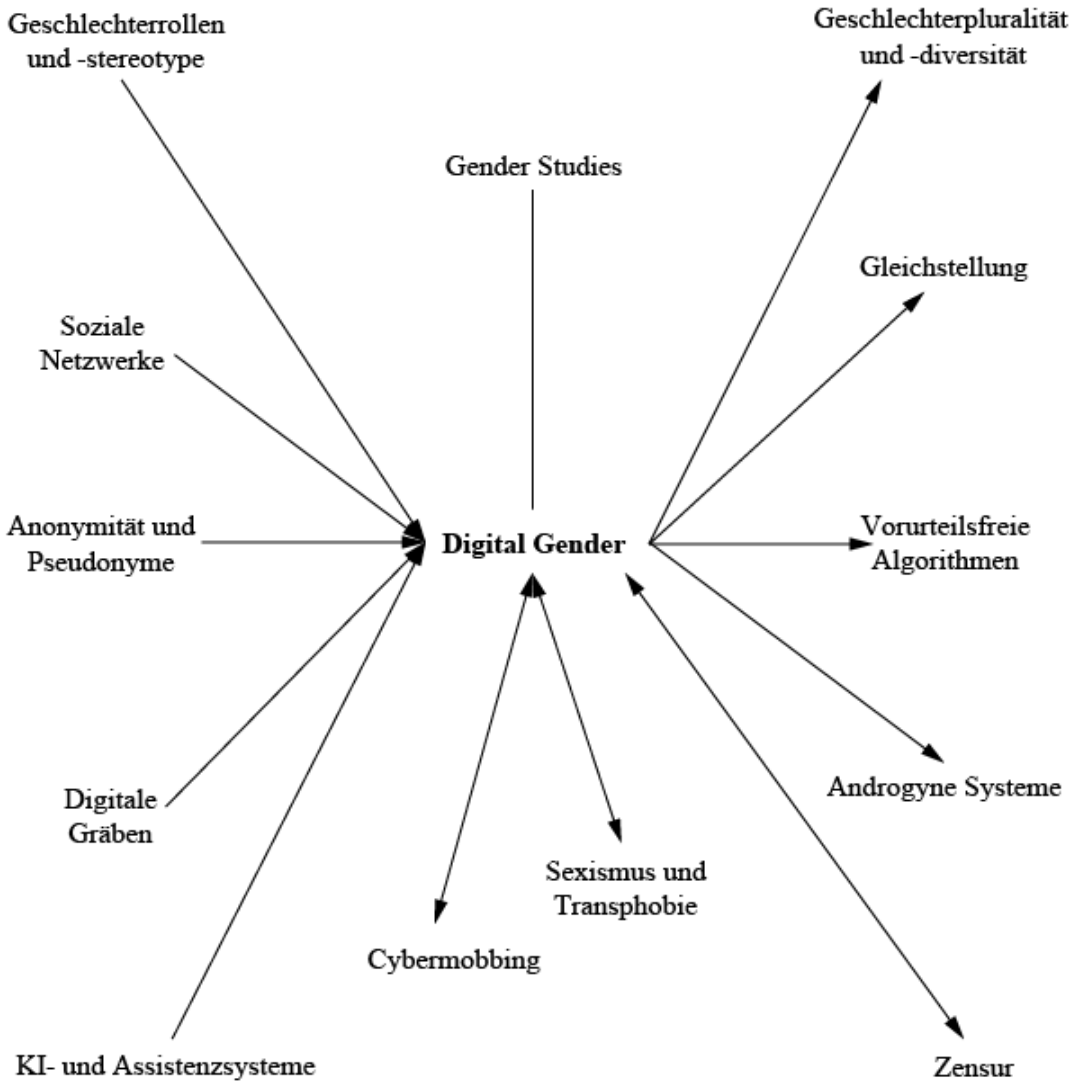 Geschlechterrollen
und -stereotype
Geschlechterpluralität
und -diversität
Gender Studies
Gleichstellung
Soziale
Netzwerke
Anonymität und
Pseudonyme
Digital Gender
Vorurteilsfreie
Algorithmen
Digitale
Gräben
Androgyne Systeme
Sexismus und
Transphobie
Cybermobbing
KI- und Assistenzsysteme
Zensur